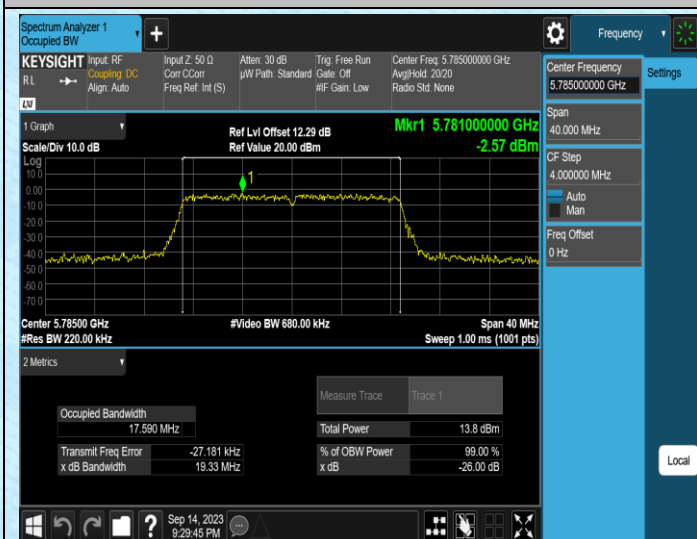 Spectrum Analyzer 1
Occupied BW
Frequency
KEYSIGHT
R L
LXI
Input: RF
Coupling: DC
Align: Auto
Input Z: 50 Ω
Corr CCorr
Freq Ref: Int (S)
Atten: 30 dB
µW Path: Standard
Trig: Free Run
Gate: Off
#IF Gain: Low
Center Freq: 5.785000000 GHz
Avg|Hold: 20/20
Radio Std: None
Center Frequency
5.785000000 GHz
Settings
Span
40.000 MHz
CF Step
4.000000 MHz
Auto
Man
Freq Offset
0 Hz
1 Graph
Scale/Div 10.0 dB
Ref Lvl Offset 12.29 dB
Ref Value 20.00 dBm
Mkr1 5.781000000 GHz
-2.57 dBm
Log
10.0
0.00
-10.0
-20.0
-30.0
-40.0
-50.0
-60.0
-70.0
1
Center 5.78500 GHz
#Video BW 680.00 kHz
Span 40 MHz
#Res BW 220.00 kHz
Sweep 1.00 ms (1001 pts)
2 Metrics
Measure Trace
Trace 1
Occupied Bandwidth
17.590 MHz
Total Power
13.8 dBm
Transmit Freq Error
-27.181 kHz
% of OBW Power
99.00 %
x dB Bandwidth
19.33 MHz
x dB
-26.00 dB
Local
?
Sep 14, 2023
9:29:45 PM